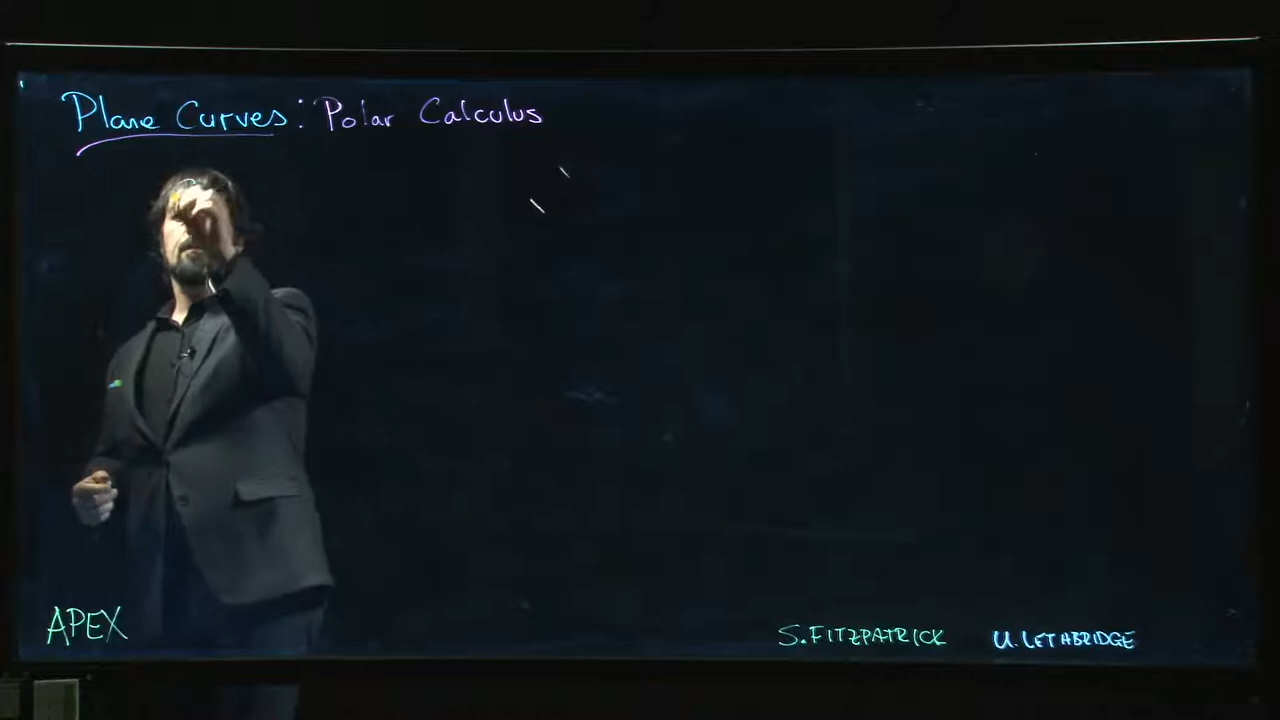 Plane Curves: Polar Calculus
APEX
S. FITZPATRICK
U. LETHBRIDGE